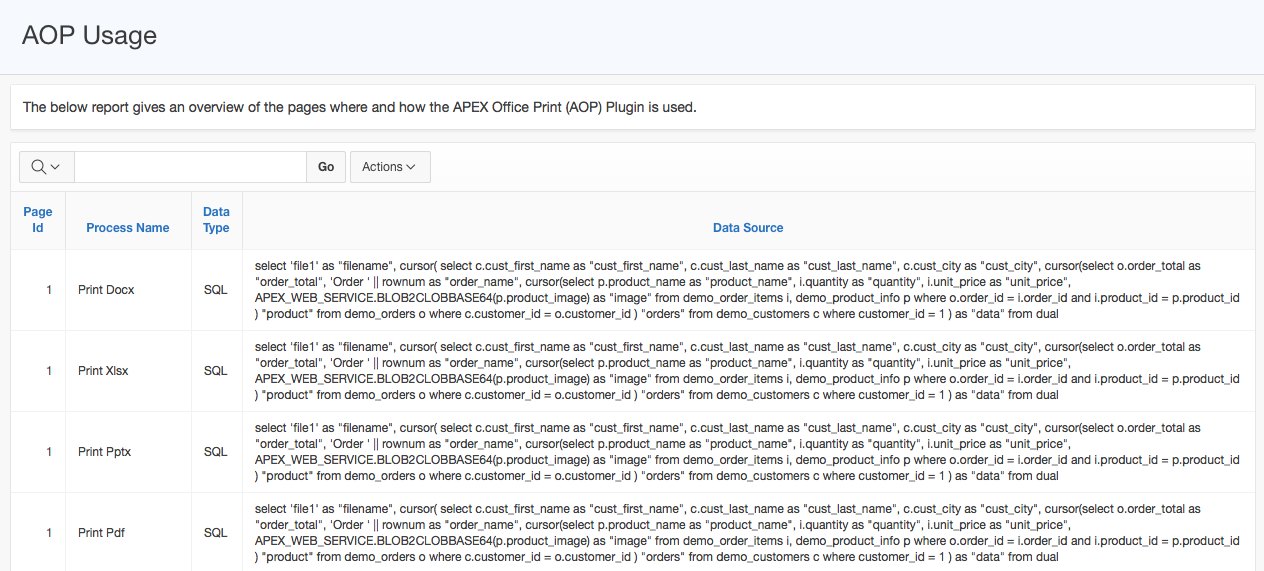 AOP Usage
The below report gives an overview of the pages where and how the APEX Office Print (AOP) Plugin is used.
Go
Actions
Page
Id
Process Name
Data
Type
Data Source
1
Print Docx
SQL
select 'file1' as "filename", cursor( select c.cust_first_name as "cust_first_name", c.cust_last_name as "cust_last_name", c.cust_city as "cust_city", cursor(select o.order_total as
"order_total", 'Order ' || rownum as "order_name", cursor(select p.product_name as "product_name", i.quantity as "quantity", i.unit_price as "unit_price",
APEX_WEB_SERVICE.BLOB2CLOBBASE64(p.product_image) as "image" from demo_order_items i, demo_product_info p where o.order_id = i.order_id and i.product_id = p.product_id
) "product" from demo_orders o where c.customer_id = o.customer_id ) "orders" from demo_customers c where customer_id = 1 ) as "data" from dual
1
Print Xlsx
SQL
select 'file1' as "filename", cursor( select c.cust_first_name as "cust_first_name", c.cust_last_name as "cust_last_name", c.cust_city as "cust_city", cursor(select o.order_total as
"order_total", 'Order ' || rownum as "order_name", cursor(select p.product_name as "product_name", i.quantity as "quantity", i.unit_price as "unit_price",
APEX_WEB_SERVICE.BLOB2CLOBBASE64(p.product_image) as "image" from demo_order_items i, demo_product_info p where o.order_id = i.order_id and i.product_id = p.product_id
) "product" from demo_orders o where c.customer_id = o.customer_id ) "orders" from demo_customers c where customer_id = 1 ) as "data" from dual
1
Print Pptx
SQL
select 'file1' as "filename", cursor( select c.cust_first_name as "cust_first_name", c.cust_last_name as "cust_last_name", c.cust_city as "cust_city", cursor(select o.order_total as
"order_total", 'Order ' || rownum as "order_name", cursor(select p.product_name as "product_name", i.quantity as "quantity", i.unit_price as "unit_price",
APEX_WEB_SERVICE.BLOB2CLOBBASE64(p.product_image) as "image" from demo_order_items i, demo_product_info p where o.order_id = i.order_id and i.product_id = p.product_id
) "product" from demo_orders o where c.customer_id = o.customer_id ) "orders" from demo_customers c where customer_id = 1 ) as "data" from dual
1
Print Pdf
SQL
select 'file1' as "filename", cursor( select c.cust_first_name as "cust_first_name", c.cust_last_name as "cust_last_name", c.cust_city as "cust_city", cursor(select o.order_total as
"order_total", 'Order ' || rownum as "order_name", cursor(select p.product_name as "product_name", i.quantity as "quantity", i.unit_price as "unit_price",
APEX_WEB_SERVICE.BLOB2CLOBBASE64(p.product_image) as "image" from demo_order_items i, demo_product_info p where o.order_id = i.order_id and i.product_id = p.product_id
) "product" from demo_orders o where c.customer_id = o.customer_id ) "orders" from demo_customers c where customer_id = 1 ) as "data" from dual